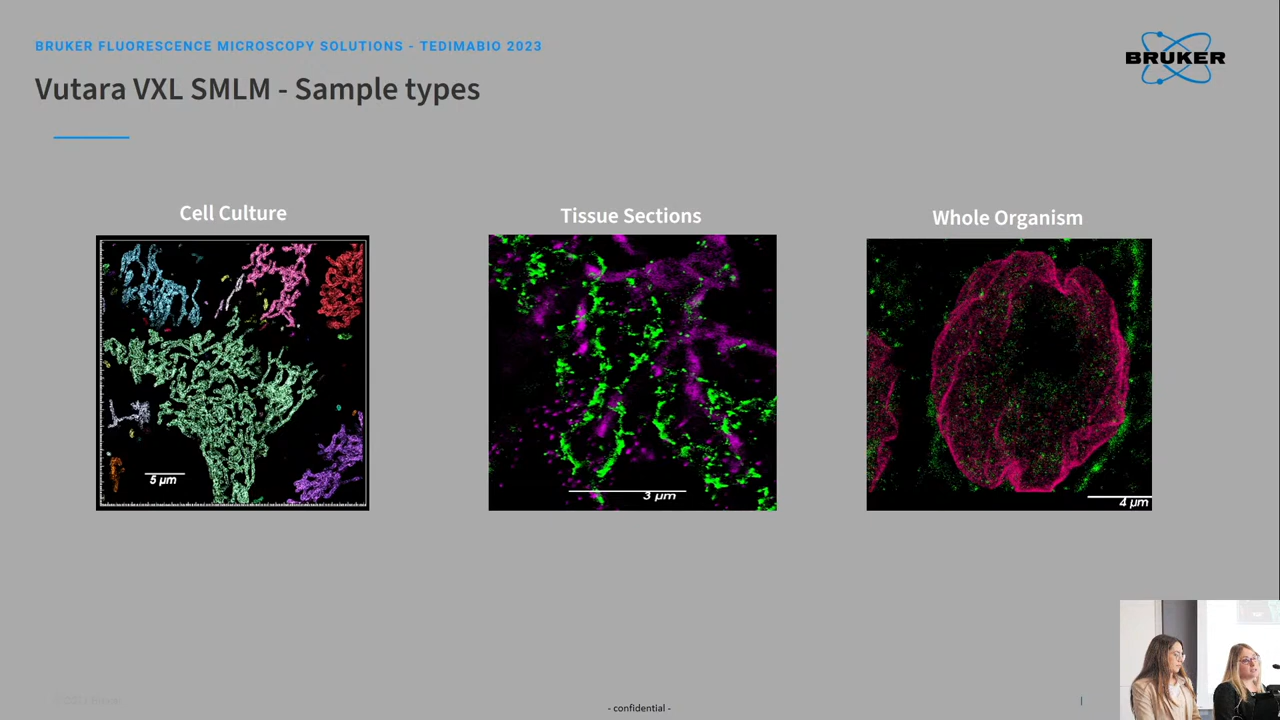 BRUKER FLUORESCENCE MICROSCOPY SOLUTIONS - TEDIMABIO 2023
BRUKER
Vutara VXL SMLM - Sample types
Cell Culture
Tissue Sections
Whole Organism
5 µm
3 µm
4 µm
- confidential -